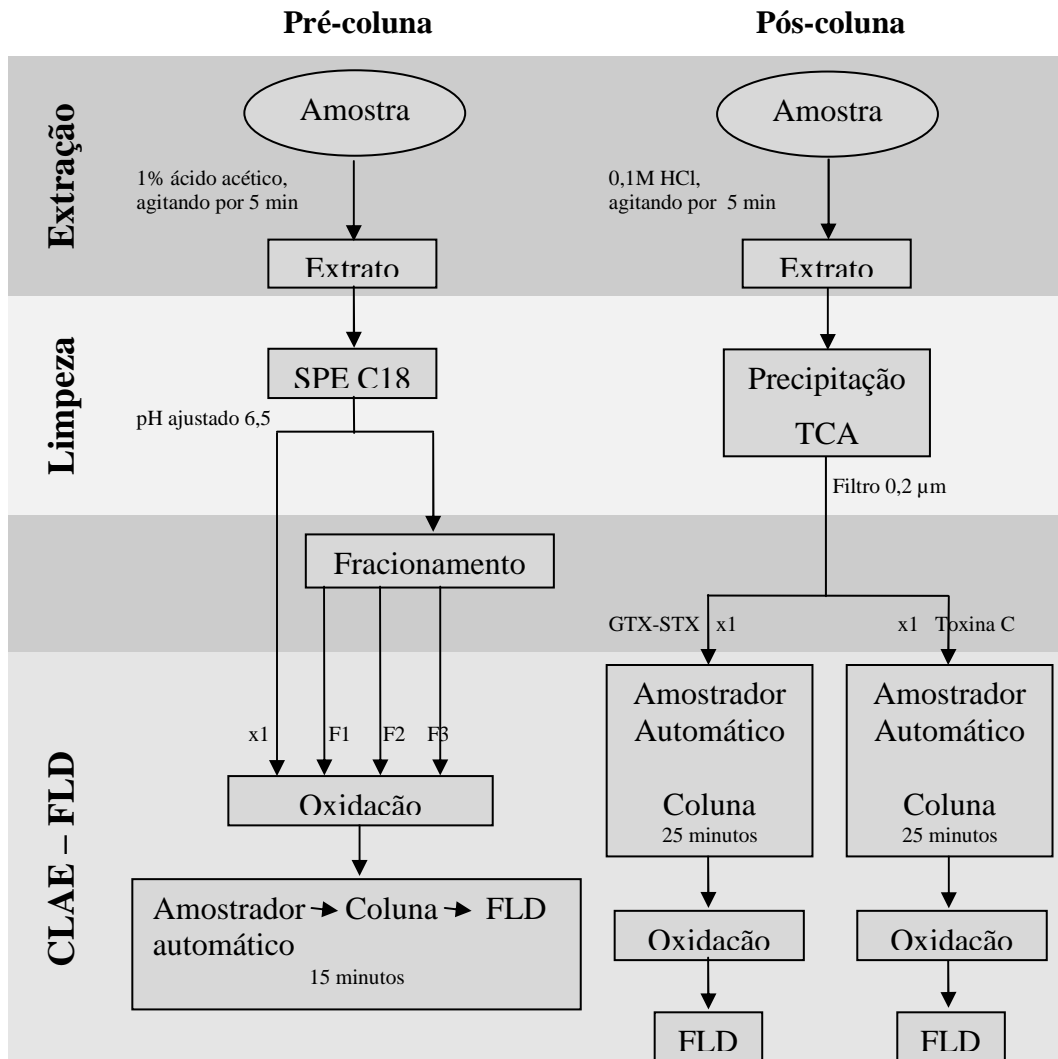 Pré-coluna
Pós-coluna
Extração
Amostra
1% ácido acético,
agitando por 5 min
Extrato
Amostra
0,1M HCl,
agitando por 5 min
Extrato
Limpeza
SPE C18
pH ajustado 6,5
Precipitação
TCA
Filtro 0,2 µm
Fracionamento
GTX-STX
x1
x1
Toxina C
CLAE – FLD
x1
F1
F2
F3
Oxidação
Amostrador
Coluna
FLD
automático
15 minutos
Amostrador
Automático
Coluna
25 minutos
Oxidação
FLD
Amostrador
Automático
Coluna
25 minutos
Oxidação
FLD